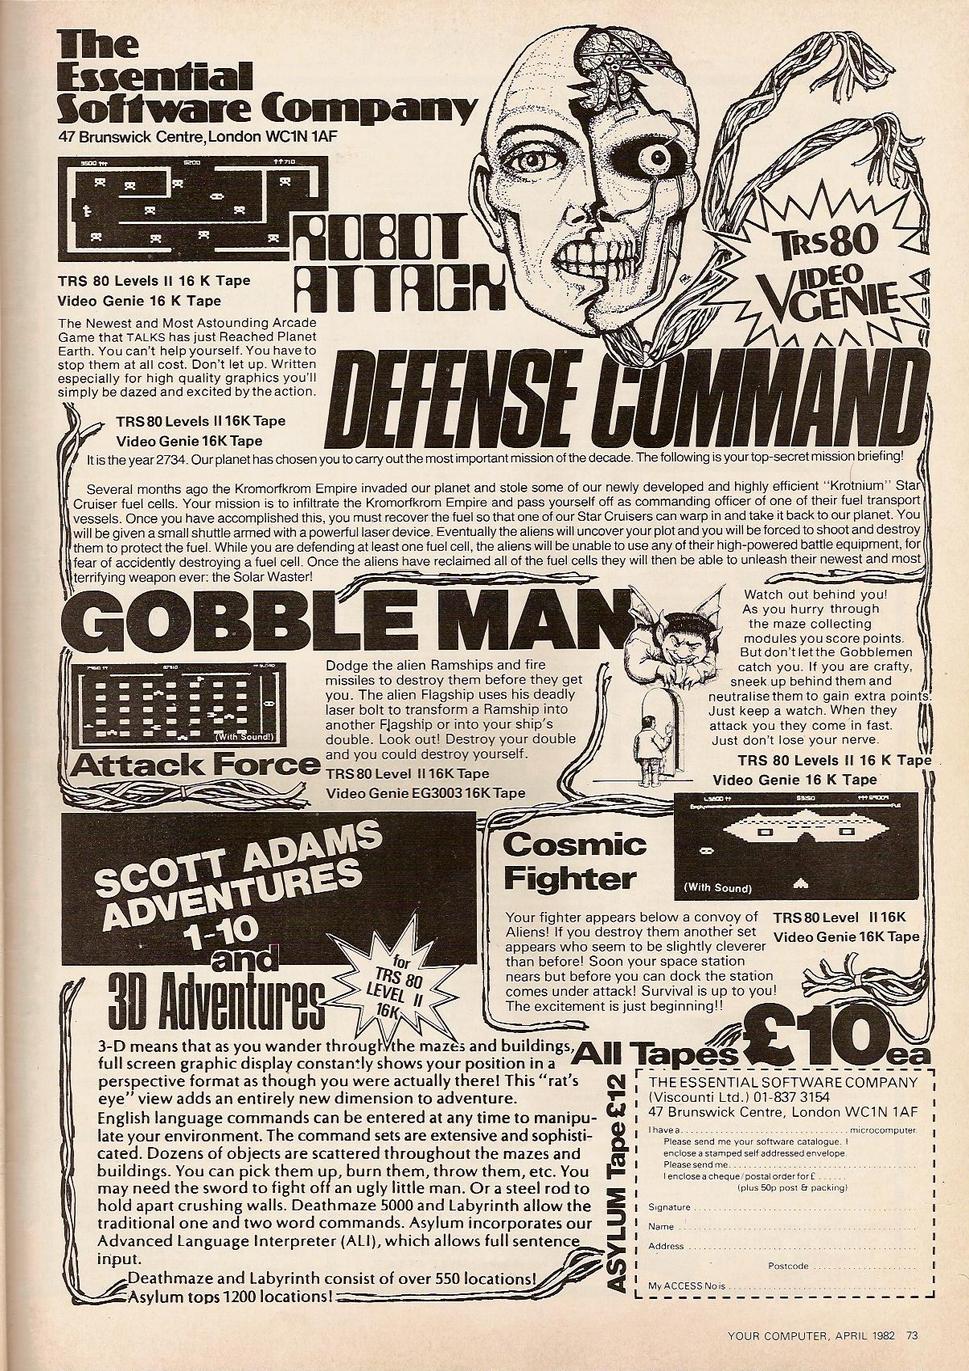 The
Essential
Software Company
47 Brunswick Centre, London WC1N 1AF
3500
5200
ROBOT
ATTACK
TRS80
VIDEO
GENIE
TRS 80 Levels II 16 K Tape
Video Genie 16 K Tape
The Newest and Most Astounding Arcade
Game that TALKS has just Reached Planet
Earth. You can't help yourself. You have to
stop them at all cost. Don't let up. Written
especially for high quality graphics you'll
simply be dazed and excited by the action.
DEFENSE COMMAND
TRS80 Levels II 16K Tape
Video Genie 16K Tape
It is the year 2734. Our planet has chosen you to carry out the most important mission of the decade. The following is your top-secret mission briefing!
Several months ago the Kromorfkrom Empire invaded our planet and stole some of our newly developed and highly efficient "Krotnium" Star
Cruiser fuel cells. Your mission is to infiltrate the Kromorfkrom Empire and pass yourself off as commanding officer of one of their fuel transport
vessels. Once you have accomplished this, you must recover the fuel so that one of our Star Cruisers can warp in and take it back to our planet. You
will be given a small shuttle armed with a powerful laser device. Eventually the aliens will uncover your plot and you will be forced to shoot and destroy
them to protect the fuel. While you are defending at least one fuel cell, the aliens will be unable to use any of their high-powered battle equipment, for
fear of accidently destroying a fuel cell. Once the aliens have reclaimed all of the fuel cells they will then be able to unleash their newest and most
terrifying weapon ever: the Solar Waster!
GOBBLE MAN
Watch out behind you!
As you hurry through
the maze collecting
modules you score points.
But don't let the Gobblemen
catch you. If you are crafty,
sneek up behind them and
neutralise them to gain extra points.
Just keep a watch. When they
attack you they come in fast.
Just don't lose your nerve.
TRS 80 Levels II 16 K Tape
Video Genie 16 K Tape
(With Sound!)
Attack Force
Dodge the alien Ramships and fire
missiles to destroy them before they get
you. The alien Flagship uses his deadly
laser bolt to transform a Ramship into
another Flagship or into your ship's
double. Look out! Destroy your double
and you could destroy yourself.
TRS80 Level II 16K Tape
Video Genie EG3003 16K Tape
SCOTT ADAMS
ADVENTURES
1-10
and
3D Adventures
for
TRS 80
LEVEL II
16K
Cosmic
Fighter
(With Sound)
Your fighter appears below a convoy of
Aliens! If you destroy them another set
appears who seem to be slightly cleverer
than before! Soon your space station
nears but before you can dock the station
comes under attack! Survival is up to you!
The excitement is just beginning!!
TRS80 Level II 16K
Video Genie 16K Tape
3-D means that as you wander through the mazes and buildings,
full screen graphic display constantly shows your position in a
perspective format as though you were actually there! This "rat's
eye" view adds an entirely new dimension to adventure.
English language commands can be entered at any time to manipu-
late your environment. The command sets are extensive and sophisti-
cated. Dozens of objects are scattered throughout the mazes and
buildings. You can pick them up, burn them, throw them, etc. You
may need the sword to fight off an ugly little man. Or a steel rod to
hold apart crushing walls. Deathmaze 5000 and Labyrinth allow the
traditional one and two word commands. Asylum incorporates our
Advanced Language Interpreter (ALI), which allows full sentence
input.
Deathmaze and Labyrinth consist of over 550 locations!
Asylum tops 1200 locations!
All Tapes £10 ea
ASYLUM Tape £12
THE ESSENTIAL SOFTWARE COMPANY
(Viscounti Ltd.) 01-837 3154
47 Brunswick Centre, London WC1N 1AF
I have a ........ microcomputer.
Please send me your software catalogue. I
enclose a stamped self addressed envelope.
Please send me ........
I enclose a cheque/postal order for £ ......
(plus 50p post & packing)
Signature ........
Name ........
Address ........
Postcode ........
My ACCESS No is ........
YOUR COMPUTER, APRIL 1982 73